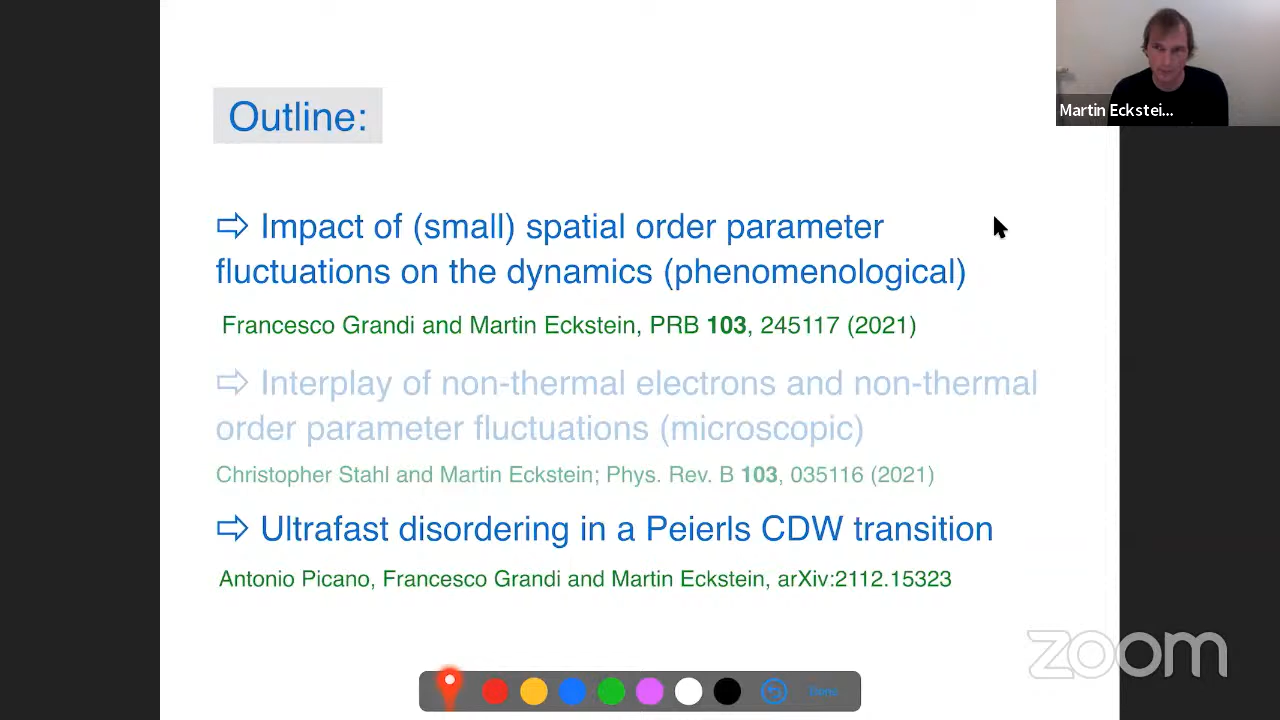 Outline:
Martin Eckstei...
⇨ Impact of (small) spatial order parameter
fluctuations on the dynamics (phenomenological)
Francesco Grandi and Martin Eckstein, PRB 103, 245117 (2021)
⇨ Interplay of non-thermal electrons and non-thermal
order parameter fluctuations (microscopic)
Christopher Stahl and Martin Eckstein; Phys. Rev. B 103, 035116 (2021)
⇨ Ultrafast disordering in a Peierls CDW transition
Antonio Picano, Francesco Grandi and Martin Eckstein, arXiv:2112.15323
zoom